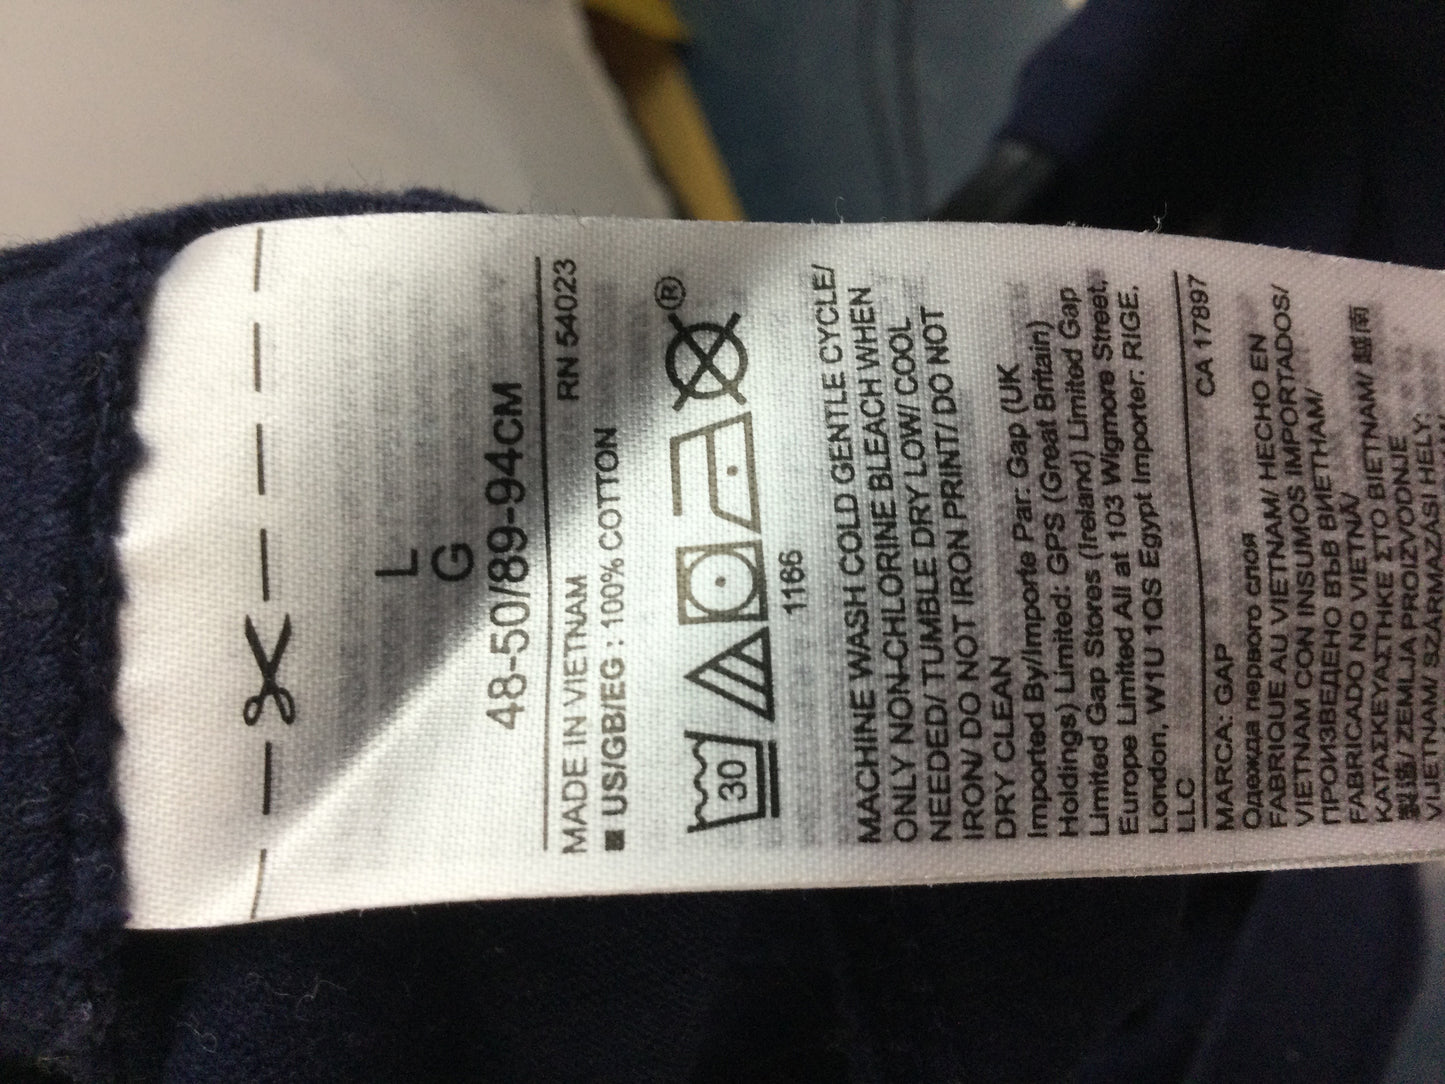 L
G
48-50/89-94CM
RN 54023
MADE IN VIETNAM
■ US/GB/EG : 100% COTTON
®
30
1166
MACHINE WASH COLD GENTLE CYCLE/
ONLY NON-CHLORINE BLEACH WHEN
NEEDED/ TUMBLE DRY LOW/ COOL
IRON/ DO NOT IRON PRINT/ DO NOT
DRY CLEAN
Imported By/Importe Par: Gap (UK
Holdings) Limited: GPS (Great Britain)
Limited Gap Stores (Ireland) Limited Gap
Europe Limited All at 103 Wigmore Street,
London, W1U 1QS Egypt Importer: RIGE,
LLC
CA 17897
MARCA: GAP
Одежда первого слоя
FABRIQUE AU VIETNAM/ HECHO EN
VIETNAM CON INSUMOS IMPORTADOS/
ПРОИЗВЕДЕНО ВЪВ ВИЕТНАМ/
FABRICADO NO VIETNÃ/
ΚΑΤΑΣΚΕΥΑΣΤΗΚΕ ΣΤΟ ΒΙΕΤΝΑΜ/ 越南
製造/ ZEMLJA PROIZVODNJE
VIJETNAM/ SZÁRMAZÁSI HELY: